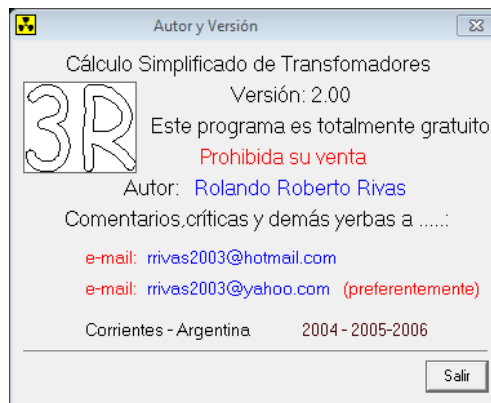 Autor y Versión
Cálculo Simplificado de Transfomadores
3R
Versión: 2.00
Este programa es totalmente gratuito
Prohibida su venta
Autor: Rolando Roberto Rivas
Comentarios,críticas y demás yerbas a .....:
e-mail: rrivas2003@hotmail.com
e-mail: rrivas2003@yahoo.com (preferentemente)
Corrientes - Argentina 2004 - 2005-2006
Salir